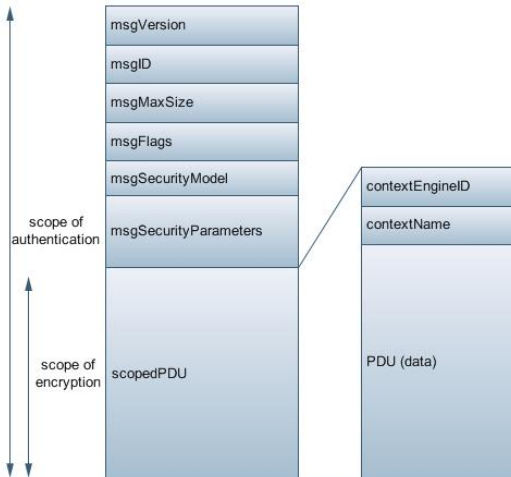 msgVersion
msgID
msgMaxSize
msgFlags
msgSecurityModel
msgSecurityParameters
scopedPDU
scope of
authentication
scope of
encryption
contextEngineID
contextName
PDU (data)